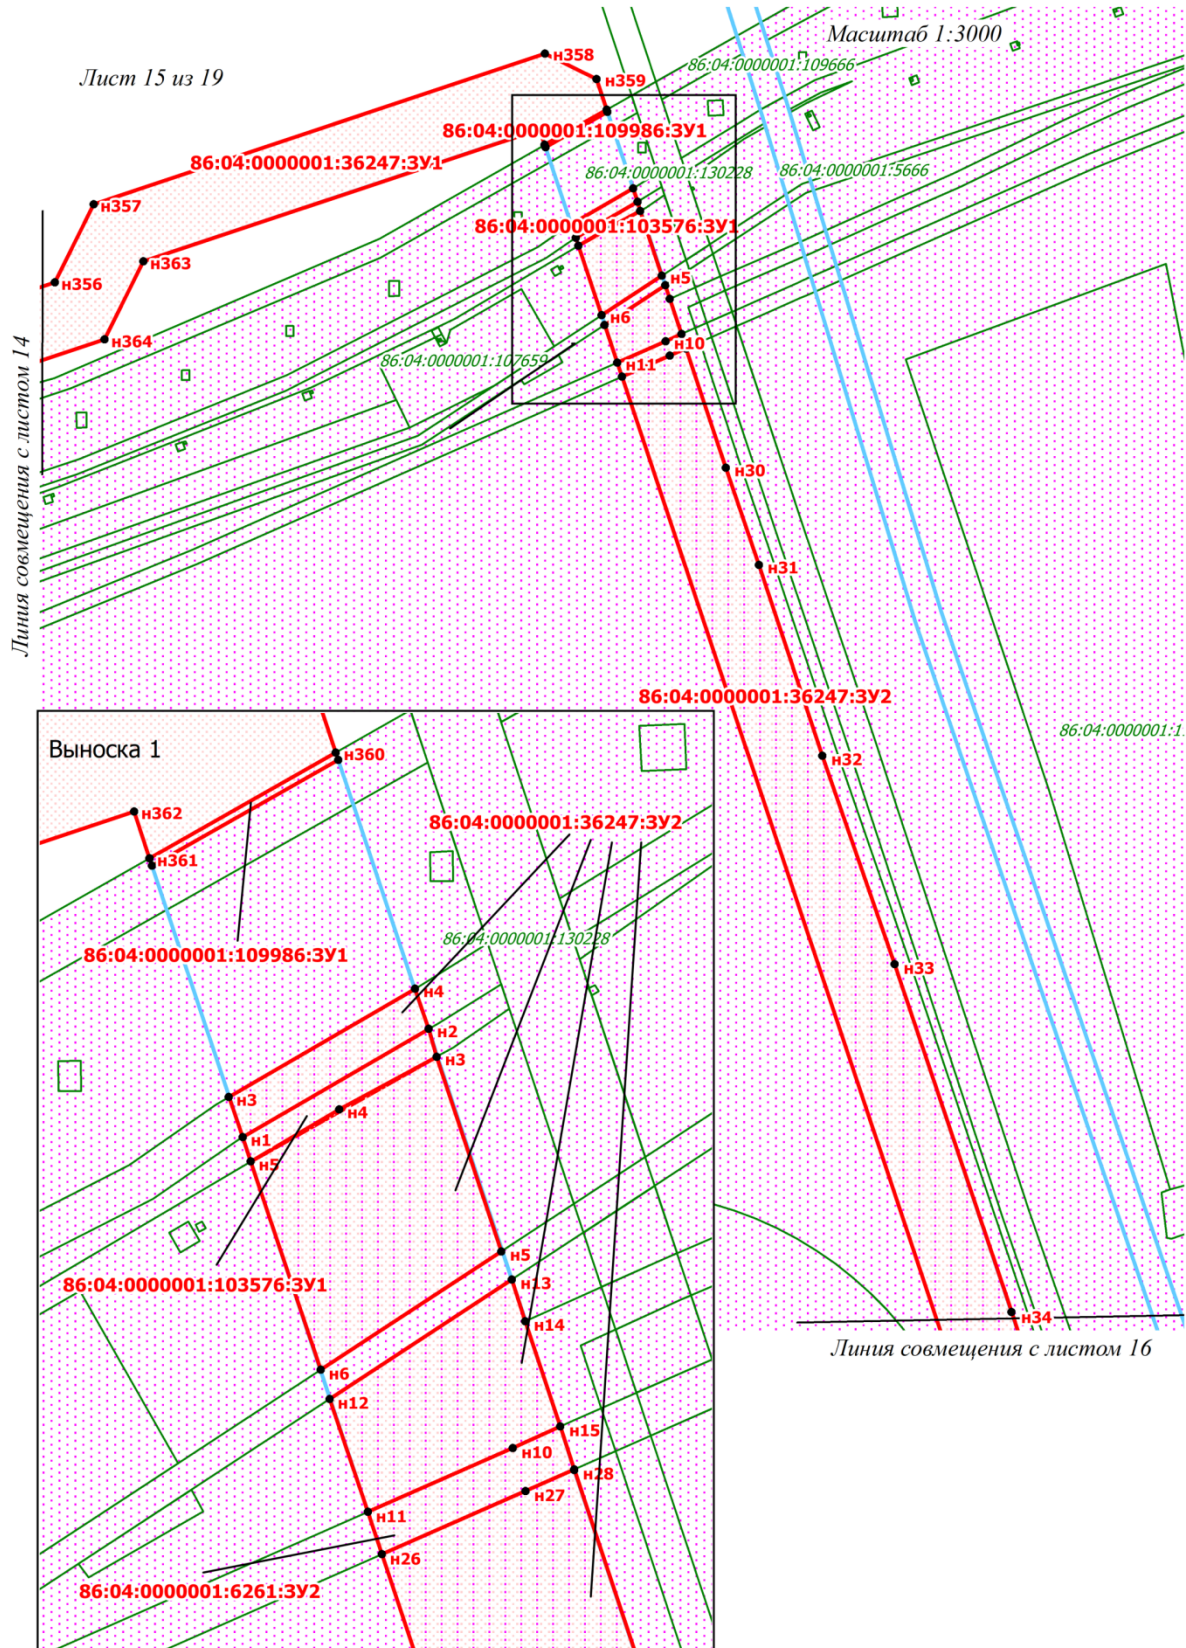 Масштаб 1:3000
Лист 15 из 19
н358
86:04:0000001:109666
н359
86:04:0000001:109986:ЗУ1
86:04:0000001:36247:ЗУ1
86:04:0000001:130228
86:04:0000001:5666
н357
86:04:0000001:103576:ЗУ1
н363
н356
н5
н6
н364
н10
86:04:0000001:107659
н11
Линия совмещения с листом 14
н30
н31
86:04:0000001:36247:ЗУ2
86:04:0000001:1
н32
н33
н34
Линия совмещения с листом 16
Выноска 1
н360
н362
86:04:0000001:36247:ЗУ2
н361
86:04:0000001:130228
86:04:0000001:109986:ЗУ1
н4
н2
н3
н3
н4
н1
н5
н5
86:04:0000001:103576:ЗУ1
н13
н14
н6
н12
н15
н10
н28
н27
н11
н26
86:04:0000001:6261:ЗУ2